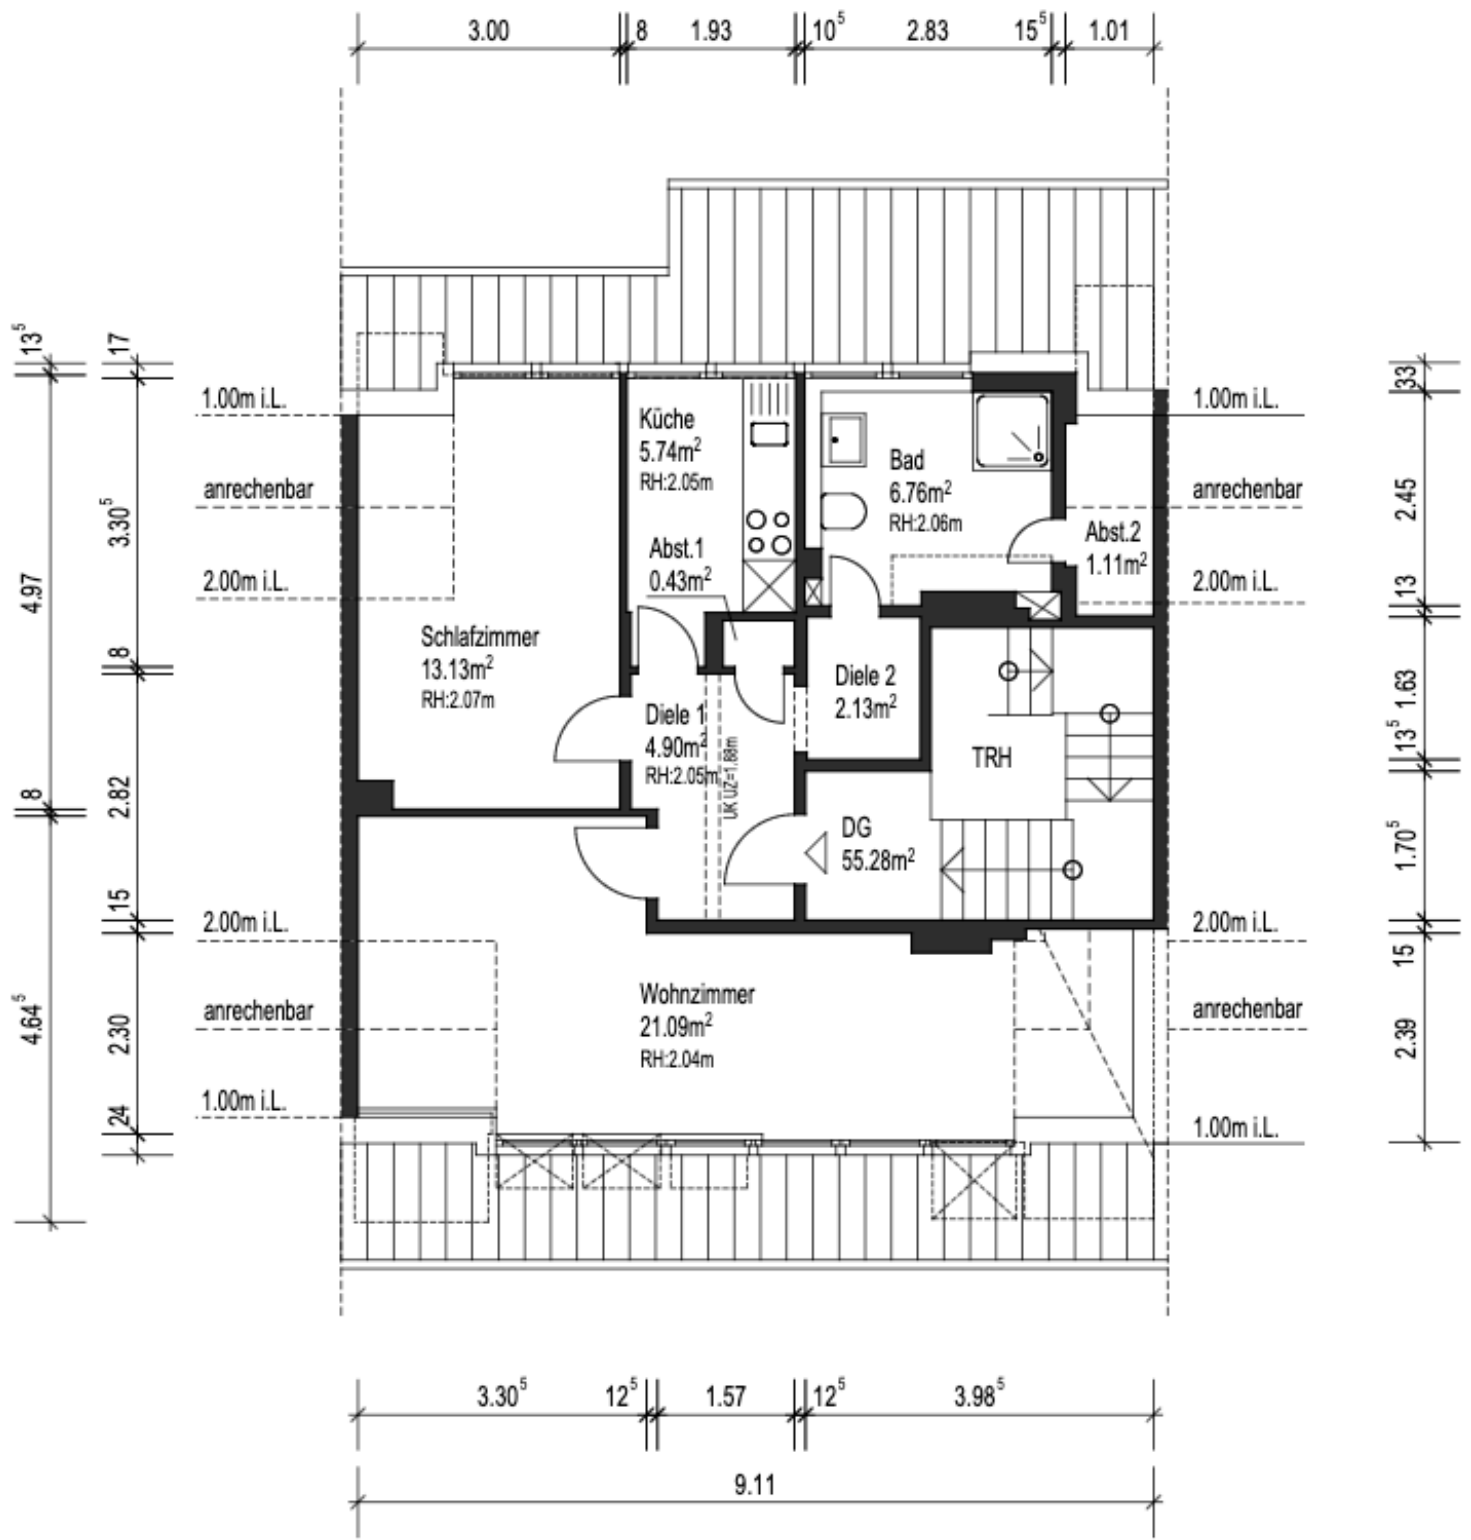 3.00
8
1.93
10⁵
2.83
15⁵
1.01
13⁵
17
33
1.00m i.L.
1.00m i.L.
Küche
5.74m²
RH:2.05m
Bad
6.76m²
RH:2.06m
anrechenbar
anrechenbar
3.30⁵
2.45
Abst.1
0.43m²
Abst.2
1.11m²
2.00m i.L.
2.00m i.L.
4.97
13
Schlafzimmer
13.13m²
RH:2.07m
8
Diele 1
4.90m²
RH:2.05m
UK UZ=1.88m
Diele 2
2.13m²
1.63
13⁵
TRH
8
2.82
DG
55.28m²
1.70⁵
15
2.00m i.L.
2.00m i.L.
15
Wohnzimmer
21.09m²
RH:2.04m
anrechenbar
anrechenbar
4.64⁵
2.30
2.39
1.00m i.L.
24
1.00m i.L.
3.30⁵
12⁵
1.57
12⁵
3.98⁵
9.11